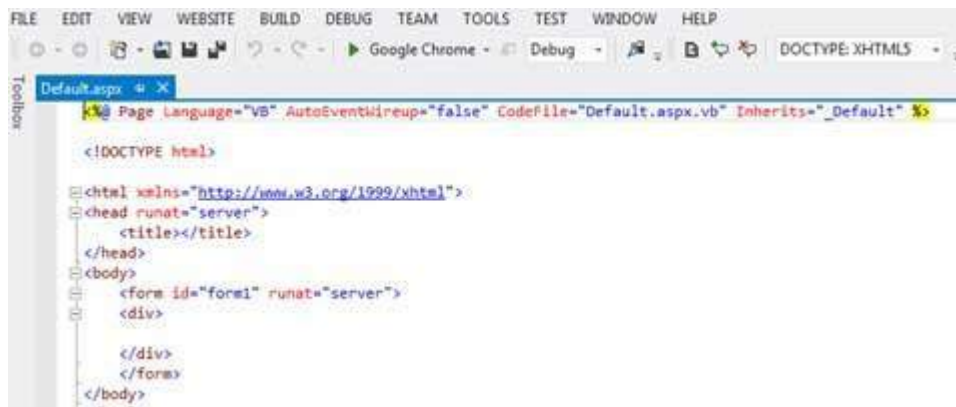 FILE EDIT VIEW WEBSITE BUILD DEBUG TEAM TOOLS TEST WINDOW HELP
Google Chrome Debug DOCTYPE: XHTML5
Toolbox
Default.aspx
<%@ Page Language="VB" AutoEventWireup="false" CodeFile="Default.aspx.vb" Inherits="_Default" %>
<!DOCTYPE html>
<html xmlns="http://www.w3.org/1999/xhtml">
<head runat="server">
<title></title>
</head>
<body>
<form id="form1" runat="server">
<div>
</div>
</form>
</body>